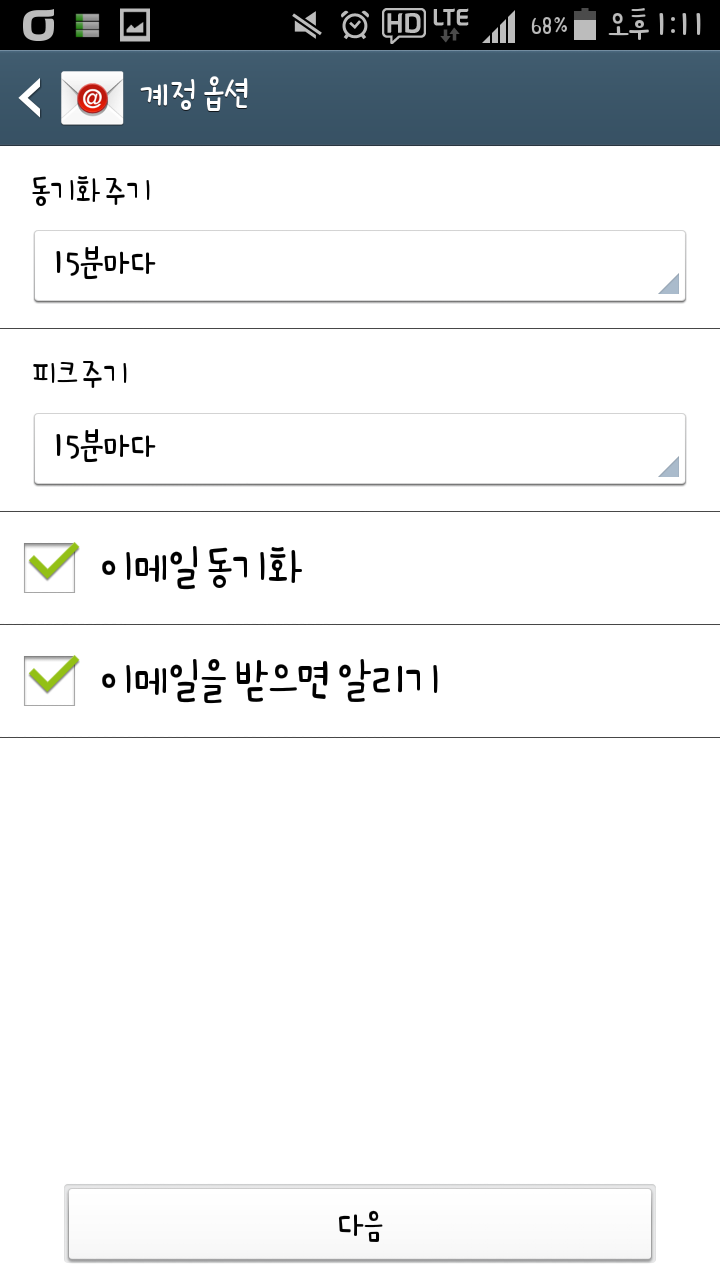 HD LTE 68% 오후 1:11
@ 계정 옵션
동기화 주기
15분마다
피크 주기
15분마다
이메일 동기화
이메일을 받으면 알리기
다음